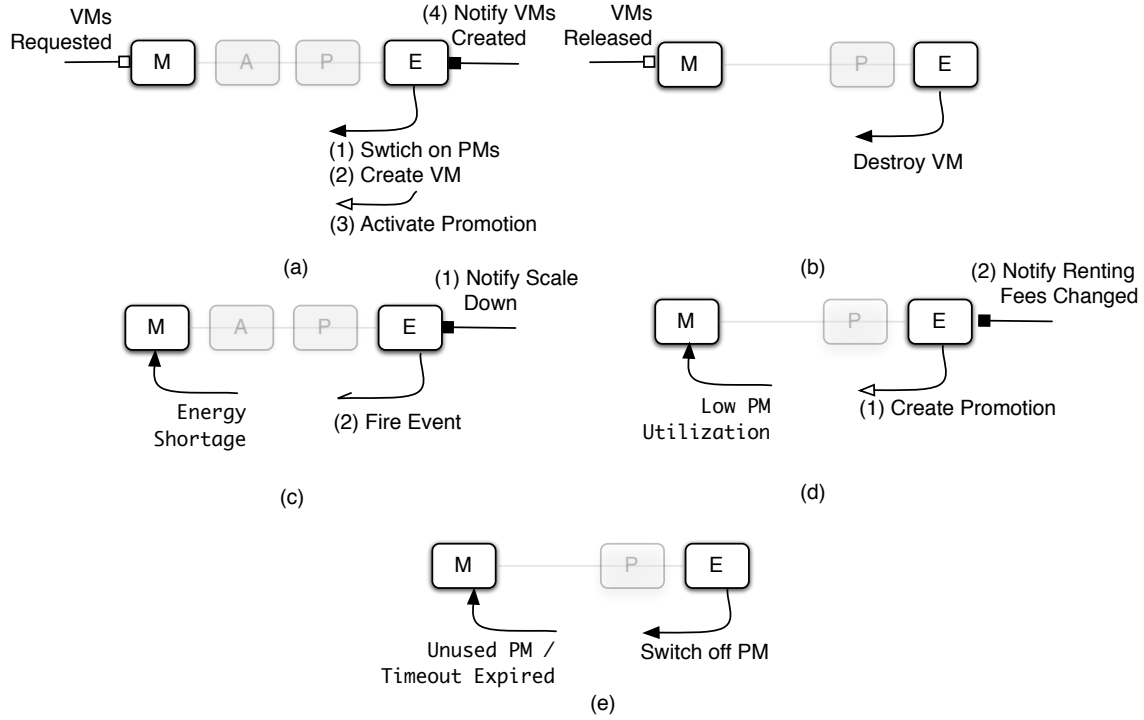 VMs
Requested
M
A
P
E
(4) Notify VMs
Created
(1) Swtich on PMs
(2) Create VM
(3) Activate Promotion
(a)
VMs
Released
M
P
E
Destroy VM
(b)
M
A
P
E
(1) Notify Scale
Down
Energy
Shortage
(2) Fire Event
(c)
M
P
E
(2) Notify Renting
Fees Changed
Low PM
Utilization
(1) Create Promotion
(d)
M
P
E
Unused PM /
Timeout Expired
Switch off PM
(e)